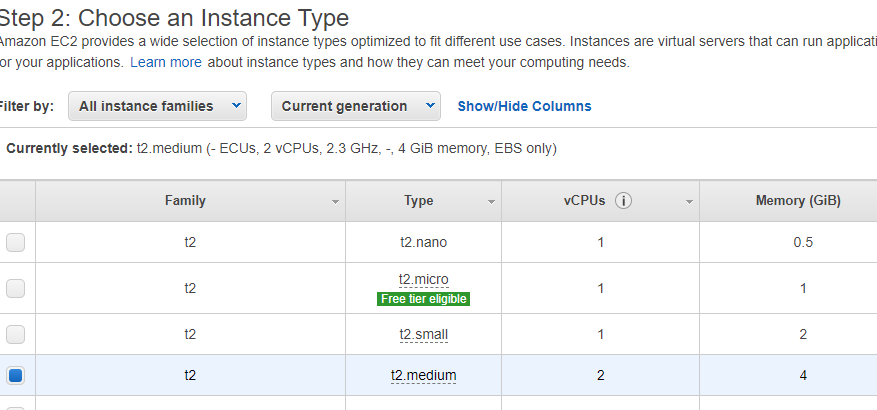 Step 2: Choose an Instance Type
Amazon EC2 provides a wide selection of instance types optimized to fit different use cases. Instances are virtual servers that can run applicati
for your applications. Learn more about instance types and how they can meet your computing needs.
Filter by: All instance families Current generation Show/Hide Columns
Currently selected: t2.medium (- ECUs, 2 vCPUs, 2.3 GHz, -, 4 GiB memory, EBS only)
Family Type vCPUs i Memory (GiB)
t2 t2.nano 1 0.5
t2 t2.micro 1 1
Free tier eligible
t2 t2.small 1 2
t2 t2.medium 2 4